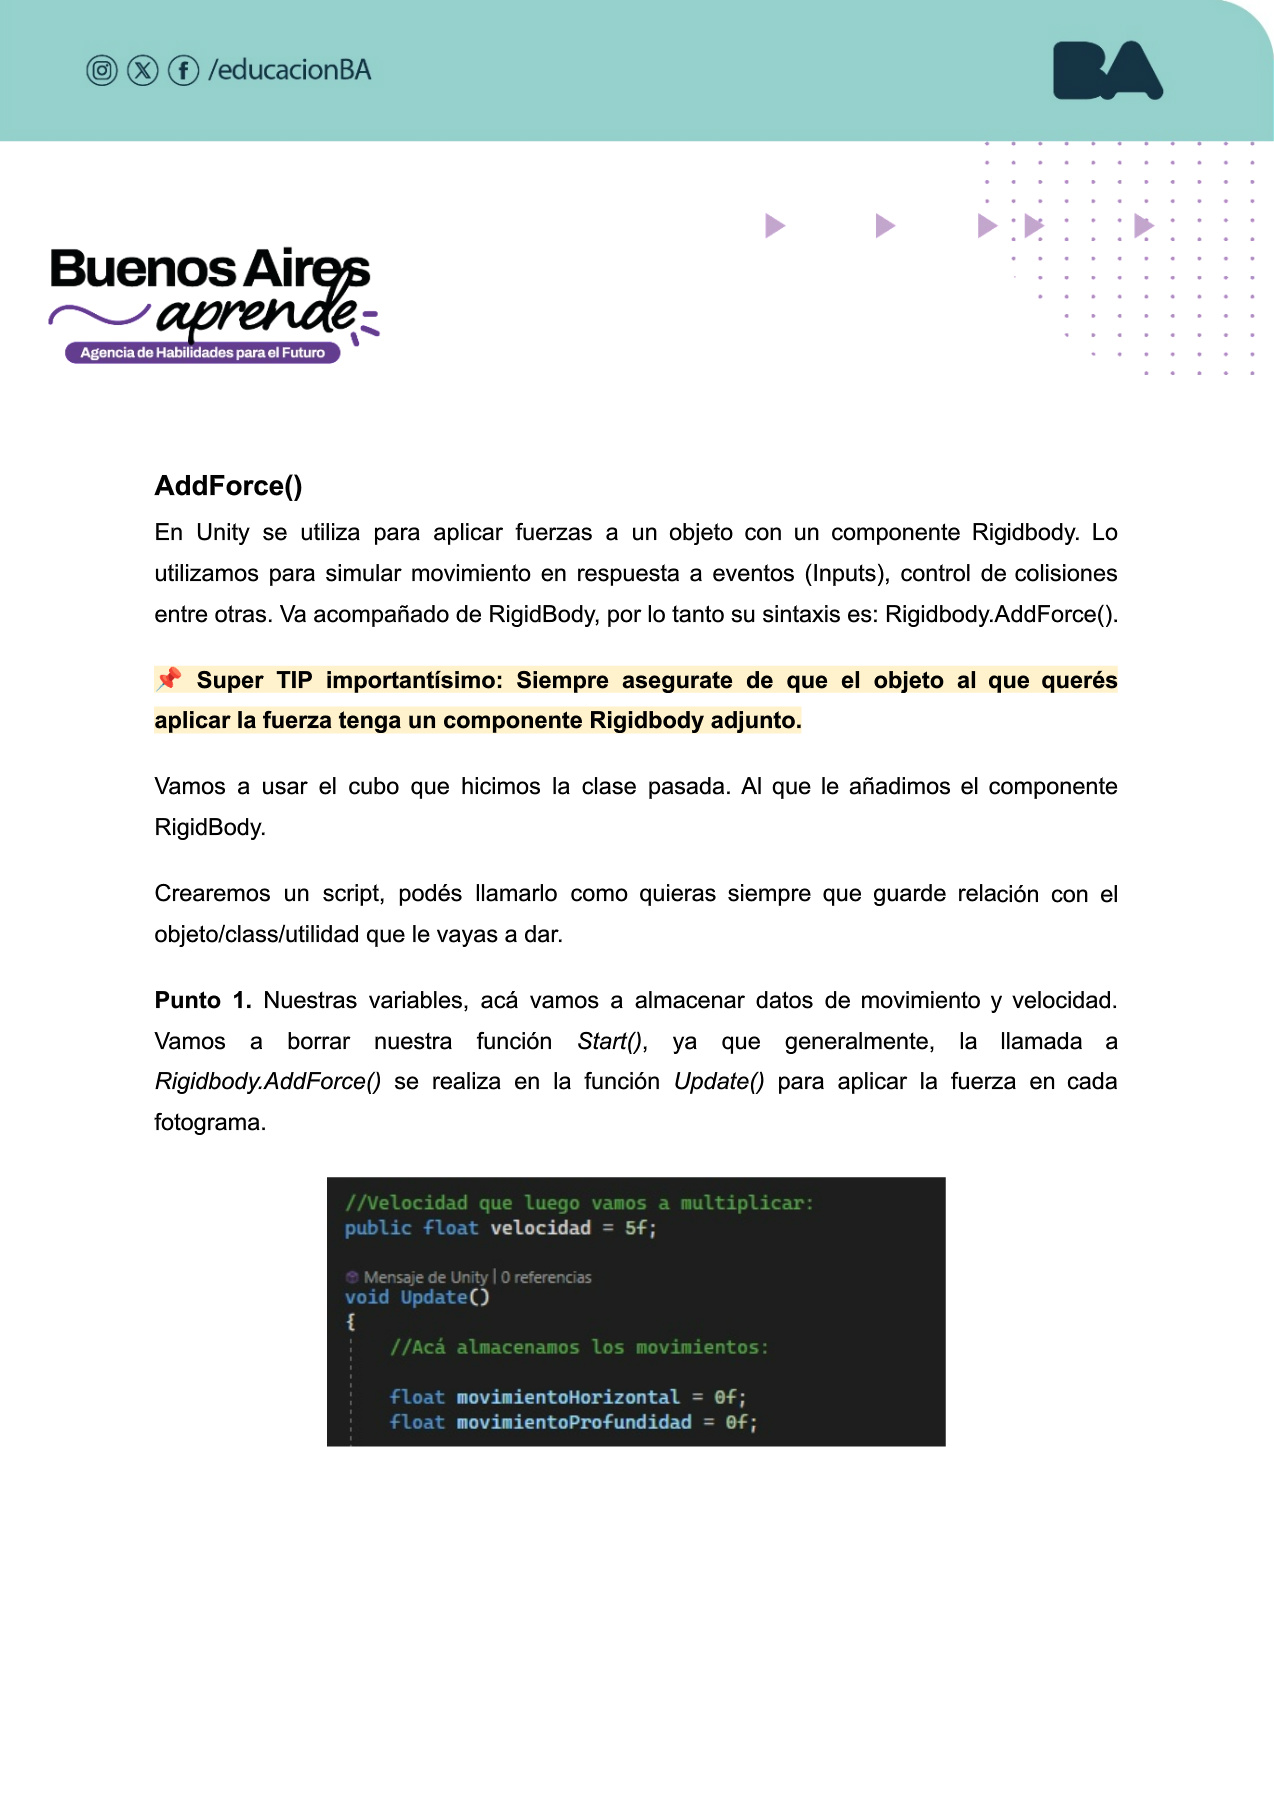 /educacionBA
BA
Buenos Aires
aprende
Agencia de Habilidades para el Futuro
AddForce()
En Unity se utiliza para aplicar fuerzas a un objeto con un componente Rigidbody. Lo
utilizamos para simular movimiento en respuesta a eventos (Inputs), control de colisiones
entre otras. Va acompañado de RigidBody, por lo tanto su sintaxis es: Rigidbody.AddForce().
📌 Super TIP importantísimo: Siempre asegurate de que el objeto al que querés
aplicar la fuerza tenga un componente Rigidbody adjunto.
Vamos a usar el cubo que hicimos la clase pasada. Al que le añadimos el componente
RigidBody.
Crearemos un script, podés llamarlo como quieras siempre que guarde relación con el
objeto/class/utilidad que le vayas a dar.
Punto 1. Nuestras variables, acá vamos a almacenar datos de movimiento y velocidad.
Vamos a borrar nuestra función Start(), ya que generalmente, la llamada a
Rigidbody.AddForce() se realiza en la función Update() para aplicar la fuerza en cada
fotograma.
//Velocidad que luego vamos a multiplicar:
public float velocidad = 5f;
Mensaje de Unity | 0 referencias
void Update()
{
//Acá almacenamos los movimientos:
float movimientoHorizontal = 0f;
float movimientoProfundidad = 0f;